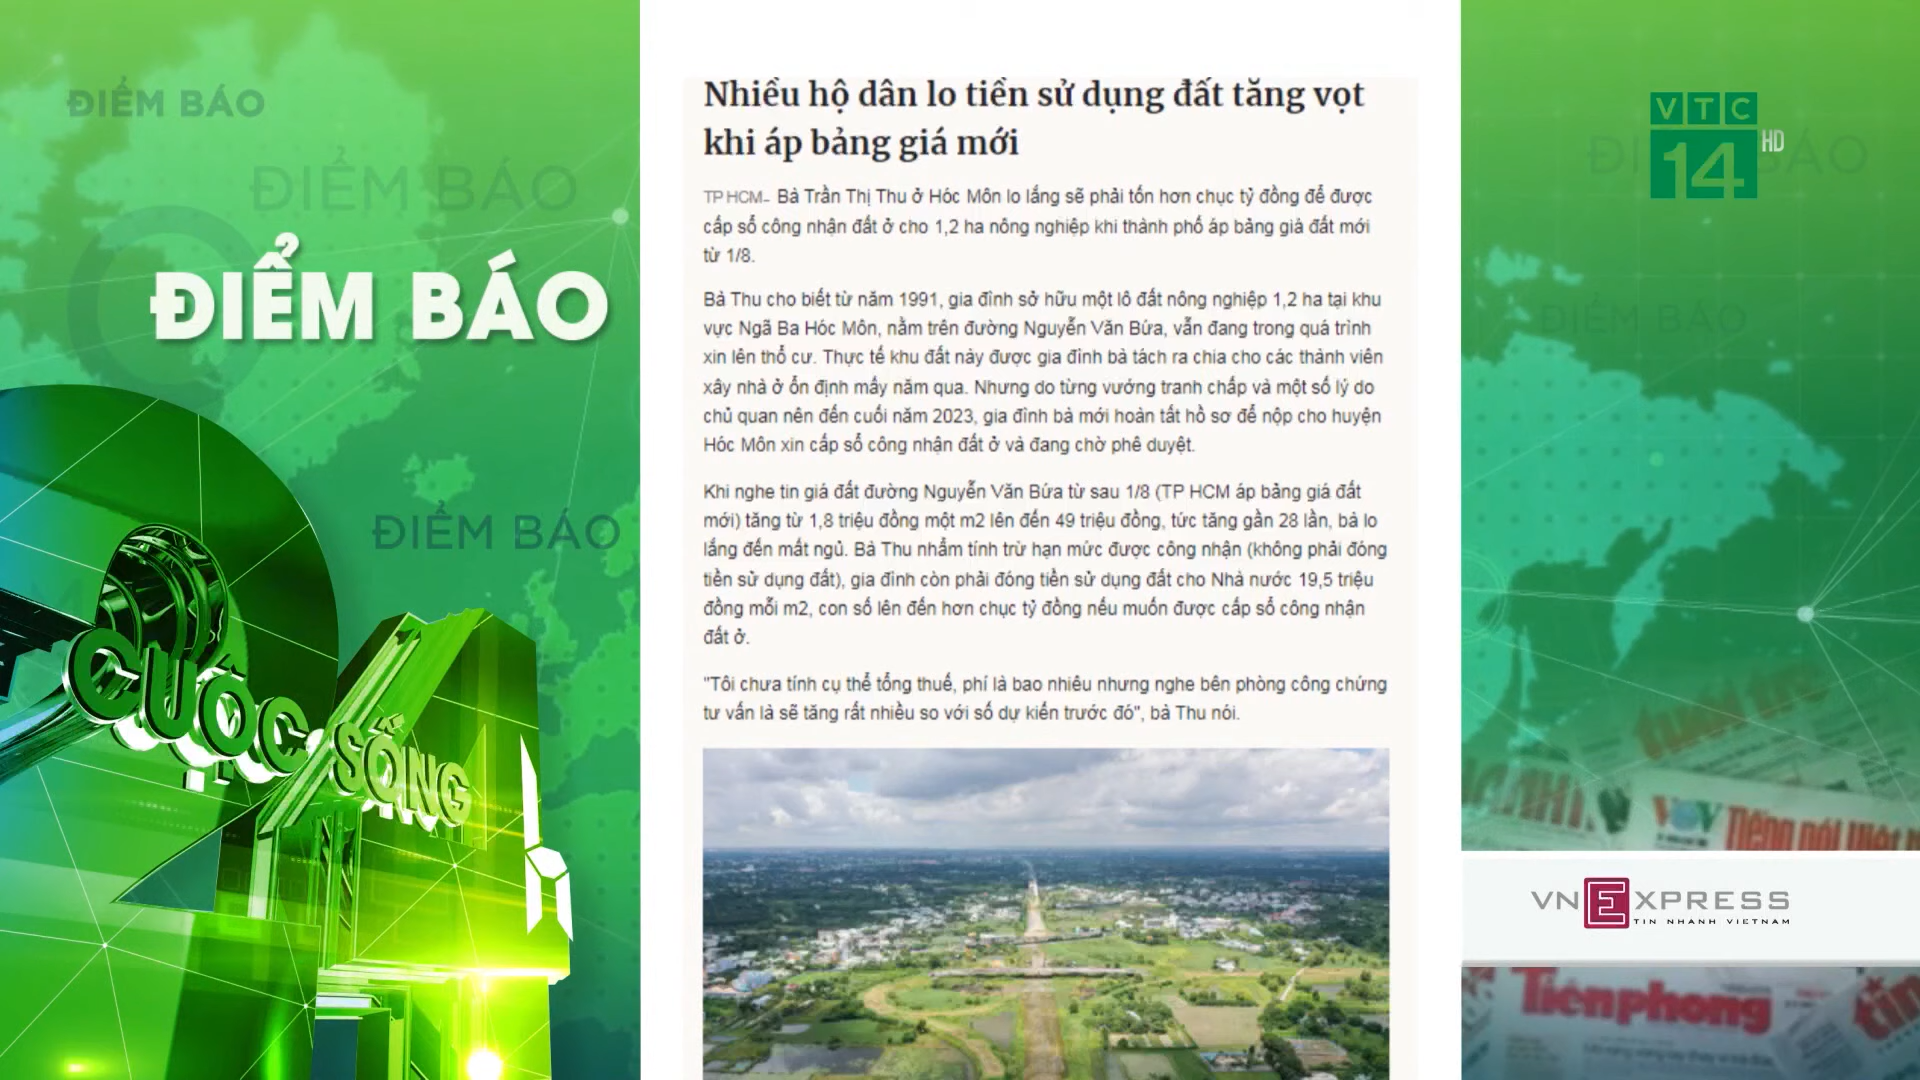 ĐIỂM BÁO
ĐIỂM BÁO
ĐIỂM BÁO
ĐIỂM BÁO
CUỘC SỐNG
24h
Nhiều hộ dân lo tiền sử dụng đất tăng vọt
khi áp bảng giá mới
TP HCM- Bà Trần Thị Thu ở Hóc Môn lo lắng sẽ phải tốn hơn chục tỷ đồng để được
cấp sổ công nhận đất ở cho 1,2 ha nông nghiệp khi thành phố áp bảng giá đất mới
từ 1/8.
Bà Thu cho biết từ năm 1991, gia đình sở hữu một lô đất nông nghiệp 1,2 ha tại khu
vực Ngã Ba Hóc Môn, nằm trên đường Nguyễn Văn Bứa, vẫn đang trong quá trình
xin lên thổ cư. Thực tế khu đất này được gia đình bà tách ra chia cho các thành viên
xây nhà ở ổn định mấy năm qua. Nhưng do từng vướng tranh chấp và một số lý do
chủ quan nên đến cuối năm 2023, gia đình bà mới hoàn tất hồ sơ để nộp cho huyện
Hóc Môn xin cấp sổ công nhận đất ở và đang chờ phê duyệt.
Khi nghe tin giá đất đường Nguyễn Văn Bứa từ sau 1/8 (TP HCM áp bảng giá đất
mới) tăng từ 1,8 triệu đồng một m2 lên đến 49 triệu đồng, tức tăng gần 28 lần, bà lo
lắng đến mất ngủ. Bà Thu nhẩm tính trừ hạn mức được công nhận (không phải đóng
tiền sử dụng đất), gia đình còn phải đóng tiền sử dụng đất cho Nhà nước 19,5 triệu
đồng mỗi m2, con số lên đến hơn chục tỷ đồng nếu muốn được cấp sổ công nhận
đất ở.
"Tôi chưa tính cụ thể tổng thuế, phí là bao nhiêu nhưng nghe bên phòng công chứng
tư vấn là sẽ tăng rất nhiều so với số dự kiến trước đó", bà Thu nói.
VTC
14 HD
ĐIỂM BÁO
VOV Tiếng nói Việt
VNEXPRESS
TIN NHANH VIETNAM
Tiênphong